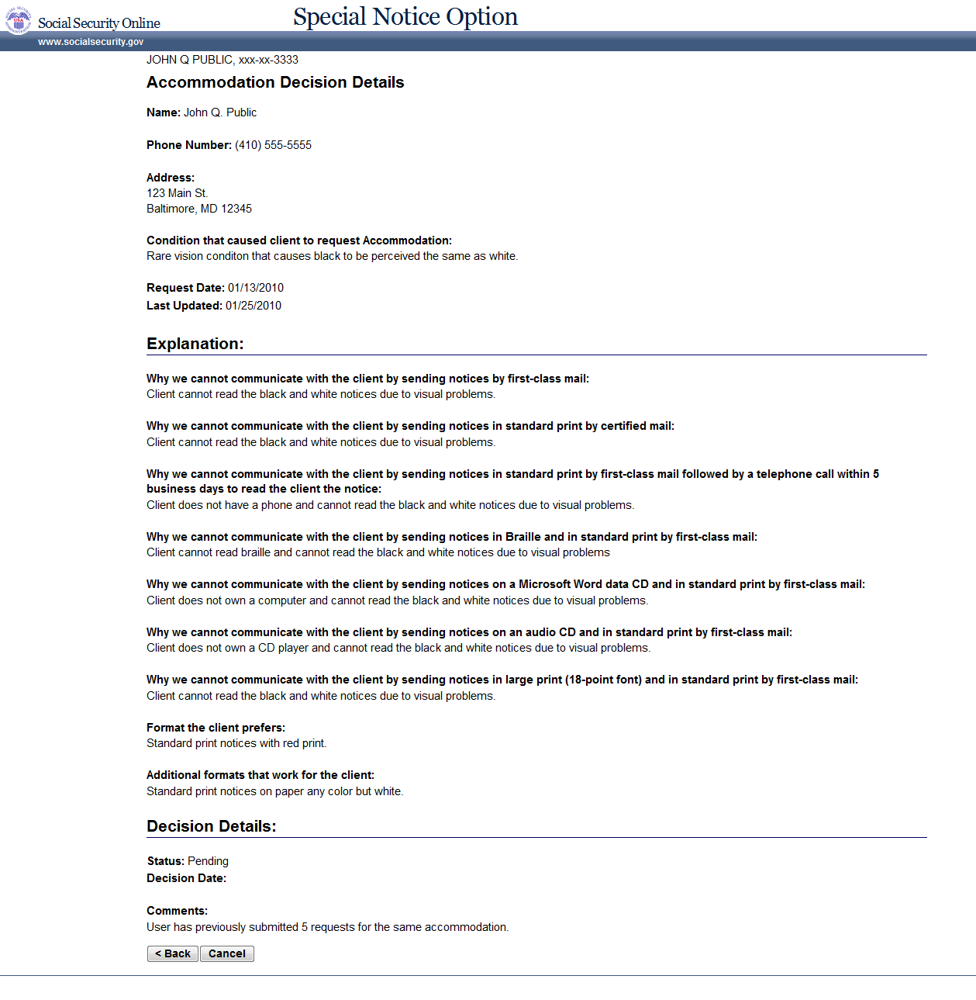 Social Security Online
Special Notice Option
www.socialsecurity.gov
JOHN Q PUBLIC, xxx-xx-3333
Accommodation Decision Details
Name: John Q. Public
Phone Number: (410) 555-5555
Address:
123 Main St.
Baltimore, MD 12345
Condition that caused client to request Accommodation:
Rare vision conditon that causes black to be perceived the same as white.
Request Date: 01/13/2010
Last Updated: 01/25/2010
Explanation:
Why we cannot communicate with the client by sending notices by first-class mail:
Client cannot read the black and white notices due to visual problems.
Why we cannot communicate with the client by sending notices in standard print by certified mail:
Client cannot read the black and white notices due to visual problems.
Why we cannot communicate with the client by sending notices in standard print by first-class mail followed by a telephone call within 5
business days to read the client the notice:
Client does not have a phone and cannot read the black and white notices due to visual problems.
Why we cannot communicate with the client by sending notices in Braille and in standard print by first-class mail:
Client cannot read braille and cannot read the black and white notices due to visual problems
Why we cannot communicate with the client by sending notices on a Microsoft Word data CD and in standard print by first-class mail:
Client does not own a computer and cannot read the black and white notices due to visual problems.
Why we cannot communicate with the client by sending notices on an audio CD and in standard print by first-class mail:
Client does not own a CD player and cannot read the black and white notices due to visual problems.
Why we cannot communicate with the client by sending notices in large print (18-point font) and in standard print by first-class mail:
Client cannot read the black and white notices due to visual problems.
Format the client prefers:
Standard print notices with red print.
Additional formats that work for the client:
Standard print notices on paper any color but white.
Decision Details:
Status: Pending
Decision Date:
Comments:
User has previously submitted 5 requests for the same accommodation.
< Back Cancel